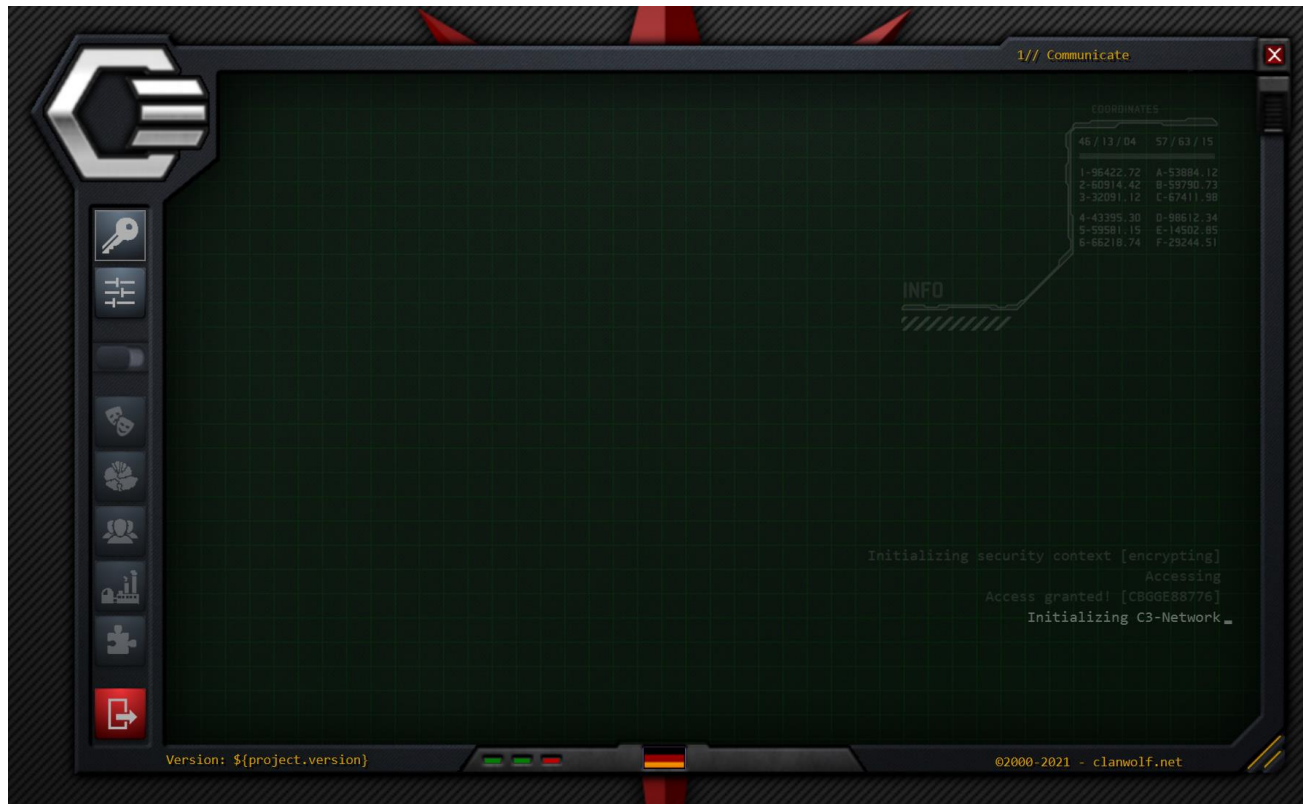 1// Communicate
COORDINATES
46/13/04 57/63/15
1-96422.72 A-53884.12
2-60914.42 B-59790.73
3-32091.12 C-67411.98
4-43395.30 D-98612.34
5-59581.15 E-14502.85
6-66218.74 F-29244.51
INFO
Initializing security context [encrypting]
Accessing
Access granted! [CBGGE88776]
Initializing C3-Network_
Version: ${project.version}
©2000-2021 - clanwolf.net